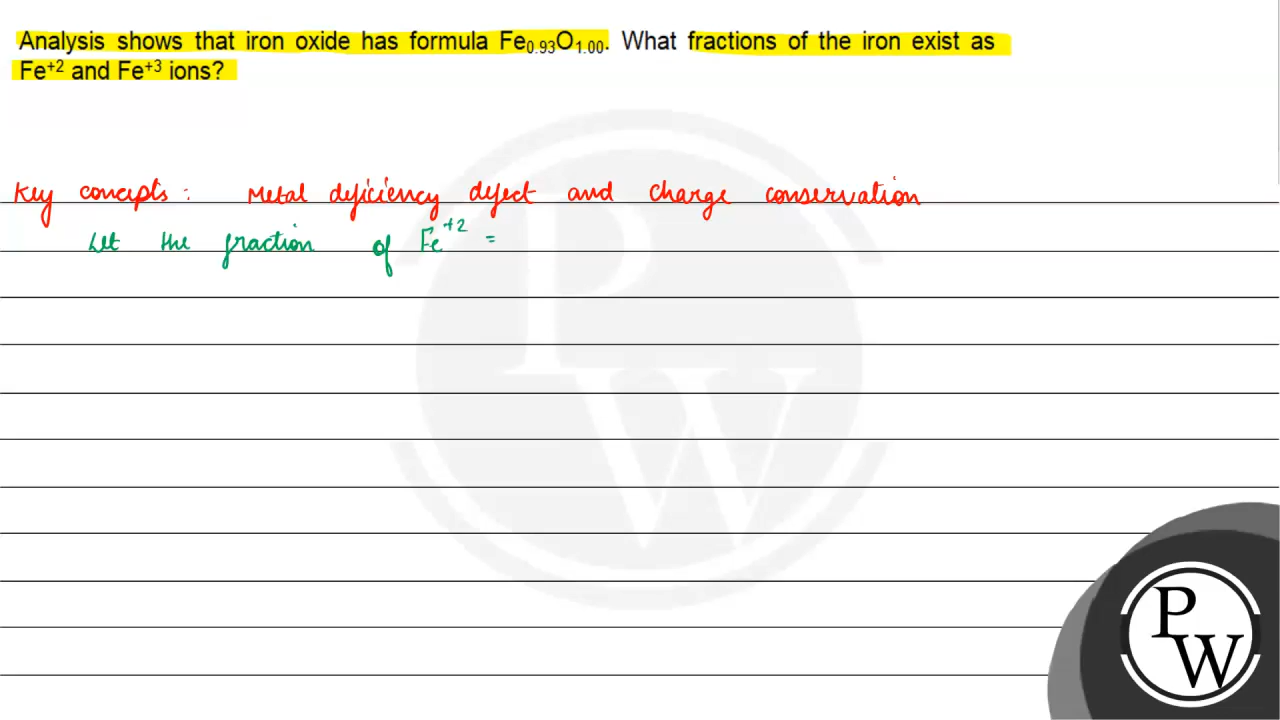 Analysis shows that iron oxide has formula Fe₀.₉₃O₁.₀₀. What fractions of the iron exist as
Fe⁺² and Fe⁺³ ions?
Key concepts : Metal deficiency defect and charge conservation
Let the fraction of Fe⁺² =
P
W
P
W